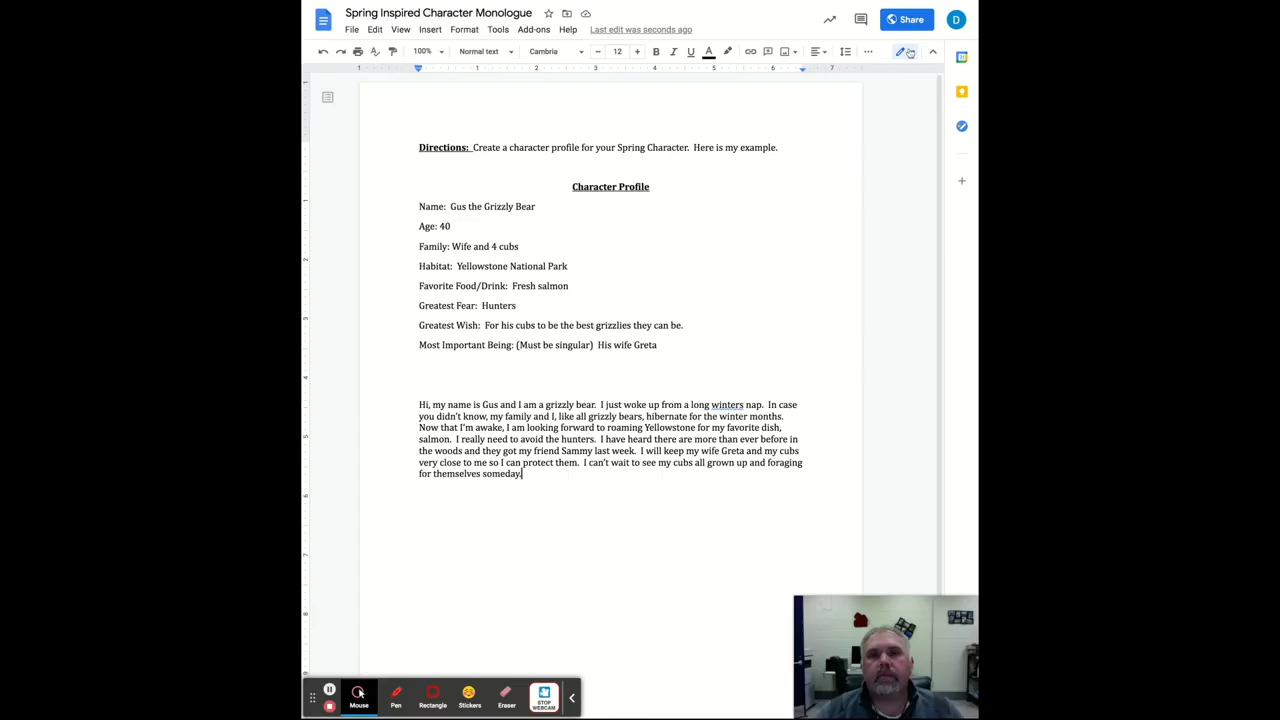 Spring Inspired Character Monologue
File Edit View Insert Format Tools Add-ons Help Last edit was seconds ago
Share
D
100% Normal text Cambria 12 B I U A
1 1 2 3 4 5 6 7
Directions: Create a character profile for your Spring Character. Here is my example.
Character Profile
Name: Gus the Grizzly Bear
Age: 40
Family: Wife and 4 cubs
Habitat: Yellowstone National Park
Favorite Food/Drink: Fresh salmon
Greatest Fear: Hunters
Greatest Wish: For his cubs to be the best grizzlies they can be.
Most Important Being: (Must be singular) His wife Greta
Hi, my name is Gus and I am a grizzly bear. I just woke up from a long winters nap. In case
you didn't know, my family and I, like all grizzly bears, hibernate for the winter months.
Now that I'm awake, I am looking forward to roaming Yellowstone for my favorite dish,
salmon. I really need to avoid the hunters. I have heard there are more than ever before in
the woods and they got my friend Sammy last week. I will keep my wife Greta and my cubs
very close to me so I can protect them. I can't wait to see my cubs all grown up and foraging
for themselves someday.
Mouse Pen Rectangle Stickers Eraser STOP WEBCAM